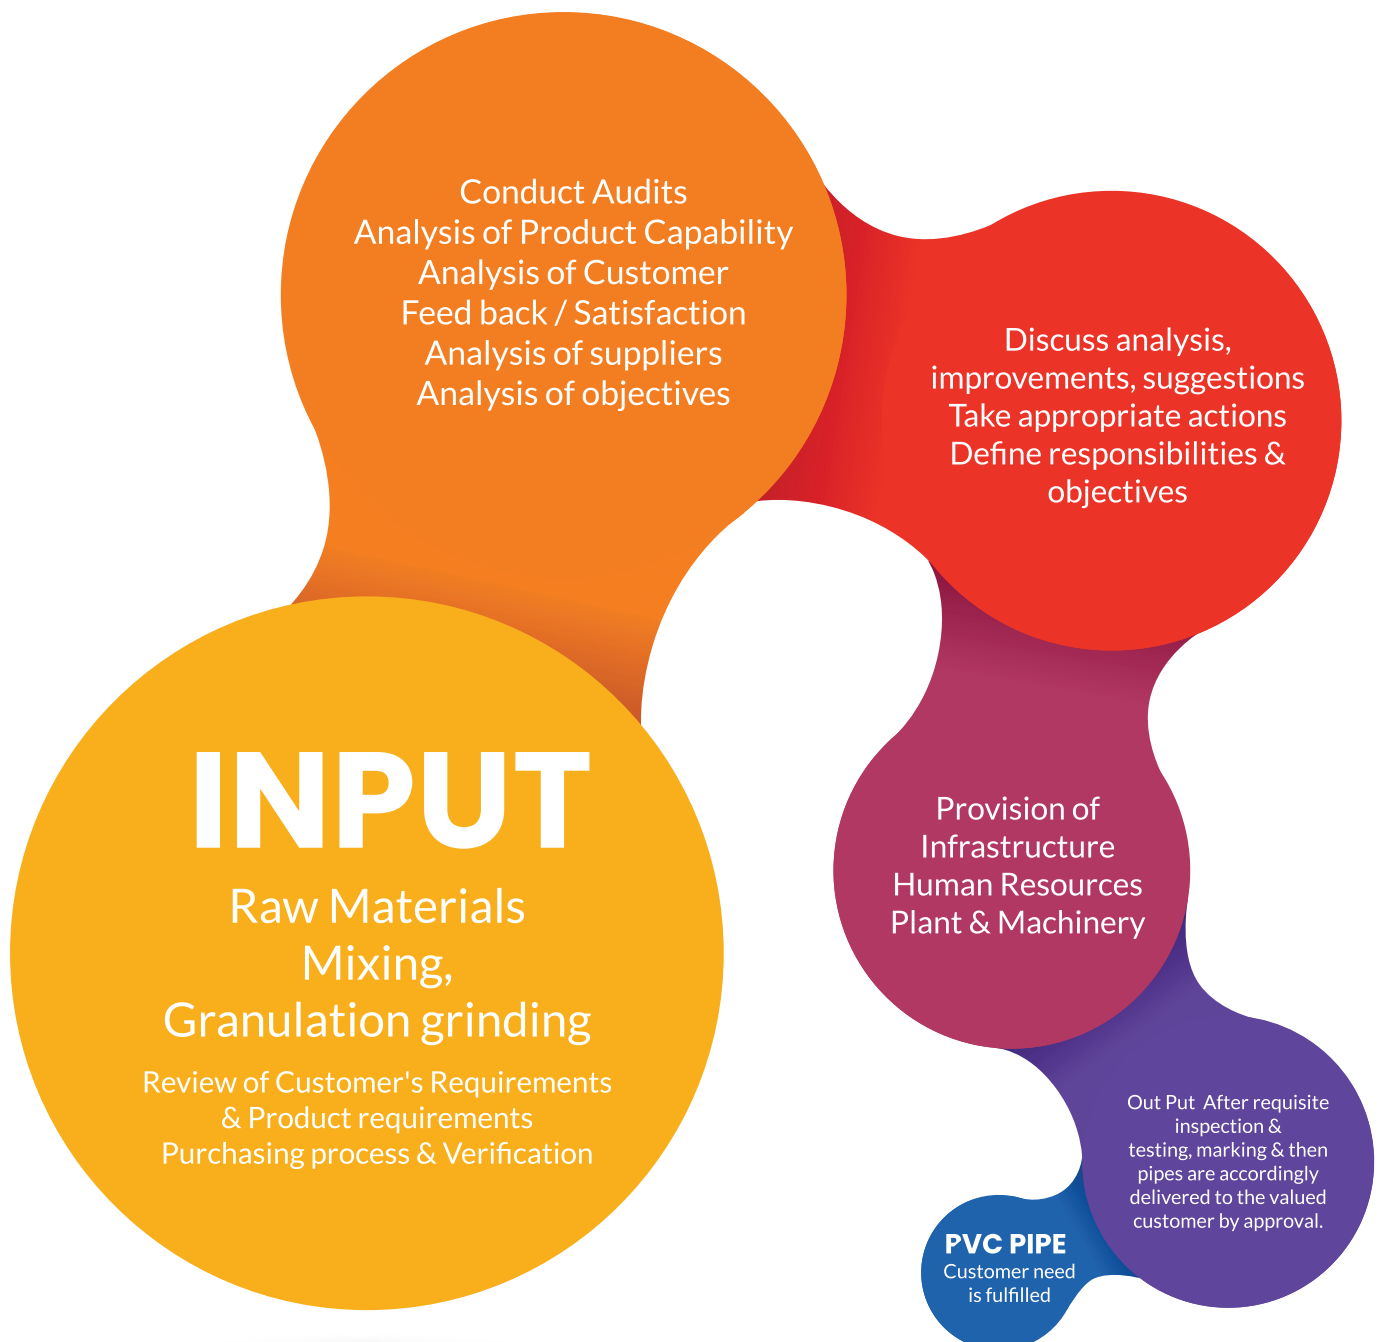 Conduct Audits
Analysis of Product Capability
Analysis of Customer
Feed back / Satisfaction
Analysis of suppliers
Analysis of objectives
Discuss analysis,
improvements, suggestions
Take appropriate actions
Define responsibilities &
objectives
INPUT
Raw Materials
Mixing,
Granulation grinding
Review of Customer's Requirements
& Product requirements
Purchasing process & Verification
Provision of
Infrastructure
Human Resources
Plant & Machinery
Out Put After requisite
inspection &
testing, marking & then
pipes are accordingly
delivered to the valued
customer by approval.
PVC PIPE
Customer need
is fulfilled